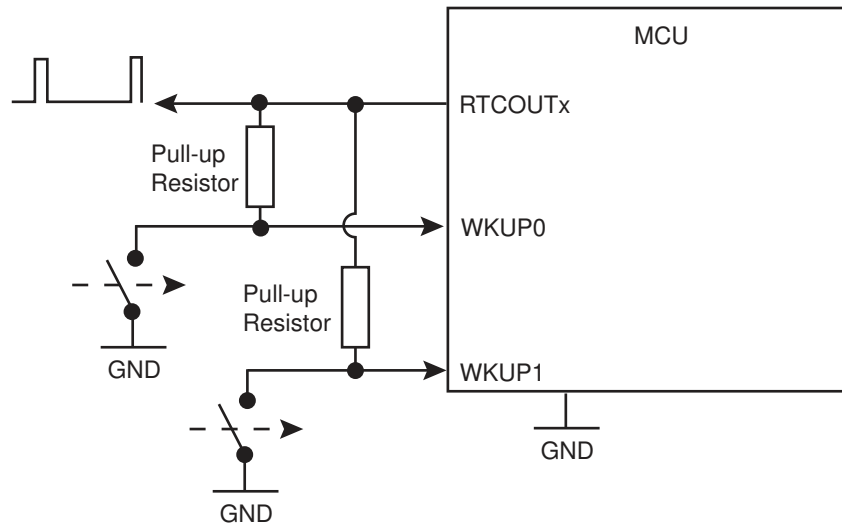 MCU
RTCOUTx
Pull-up
Resistor
WKUP0
Pull-up
Resistor
GND
WKUP1
GND
GND